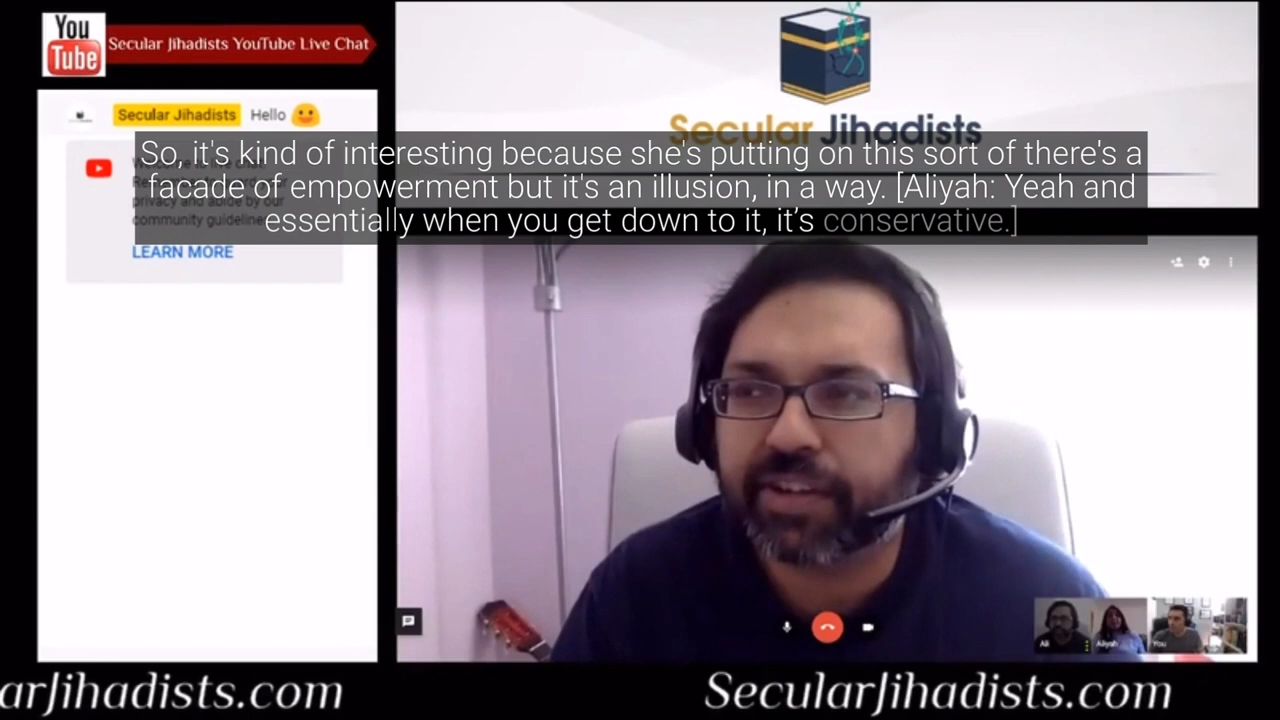 You
Tube
Secular Jihadists YouTube Live Chat
Secular Jihadists Hello
LEARN MORE
Secular Jihadists
So, it's kind of interesting because she's putting on this sort of there's a
facade of empowerment but it's an illusion, in a way. [Aliyah: Yeah and
essentially when you get down to it, it’s conservative.]
privacy and abide by our
community guideline
Ali
Aliyah
You
arJihadists.com
SecularJihadists.com